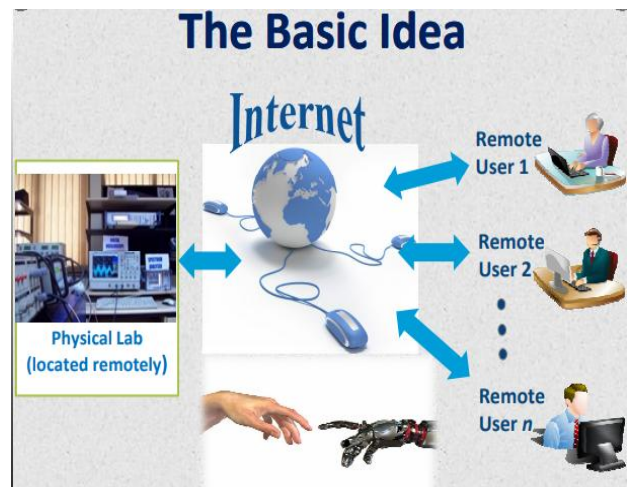 The Basic Idea
Internet
Remote
User 1
Remote
User 2
Physical Lab
(located remotely)
Remote
User n